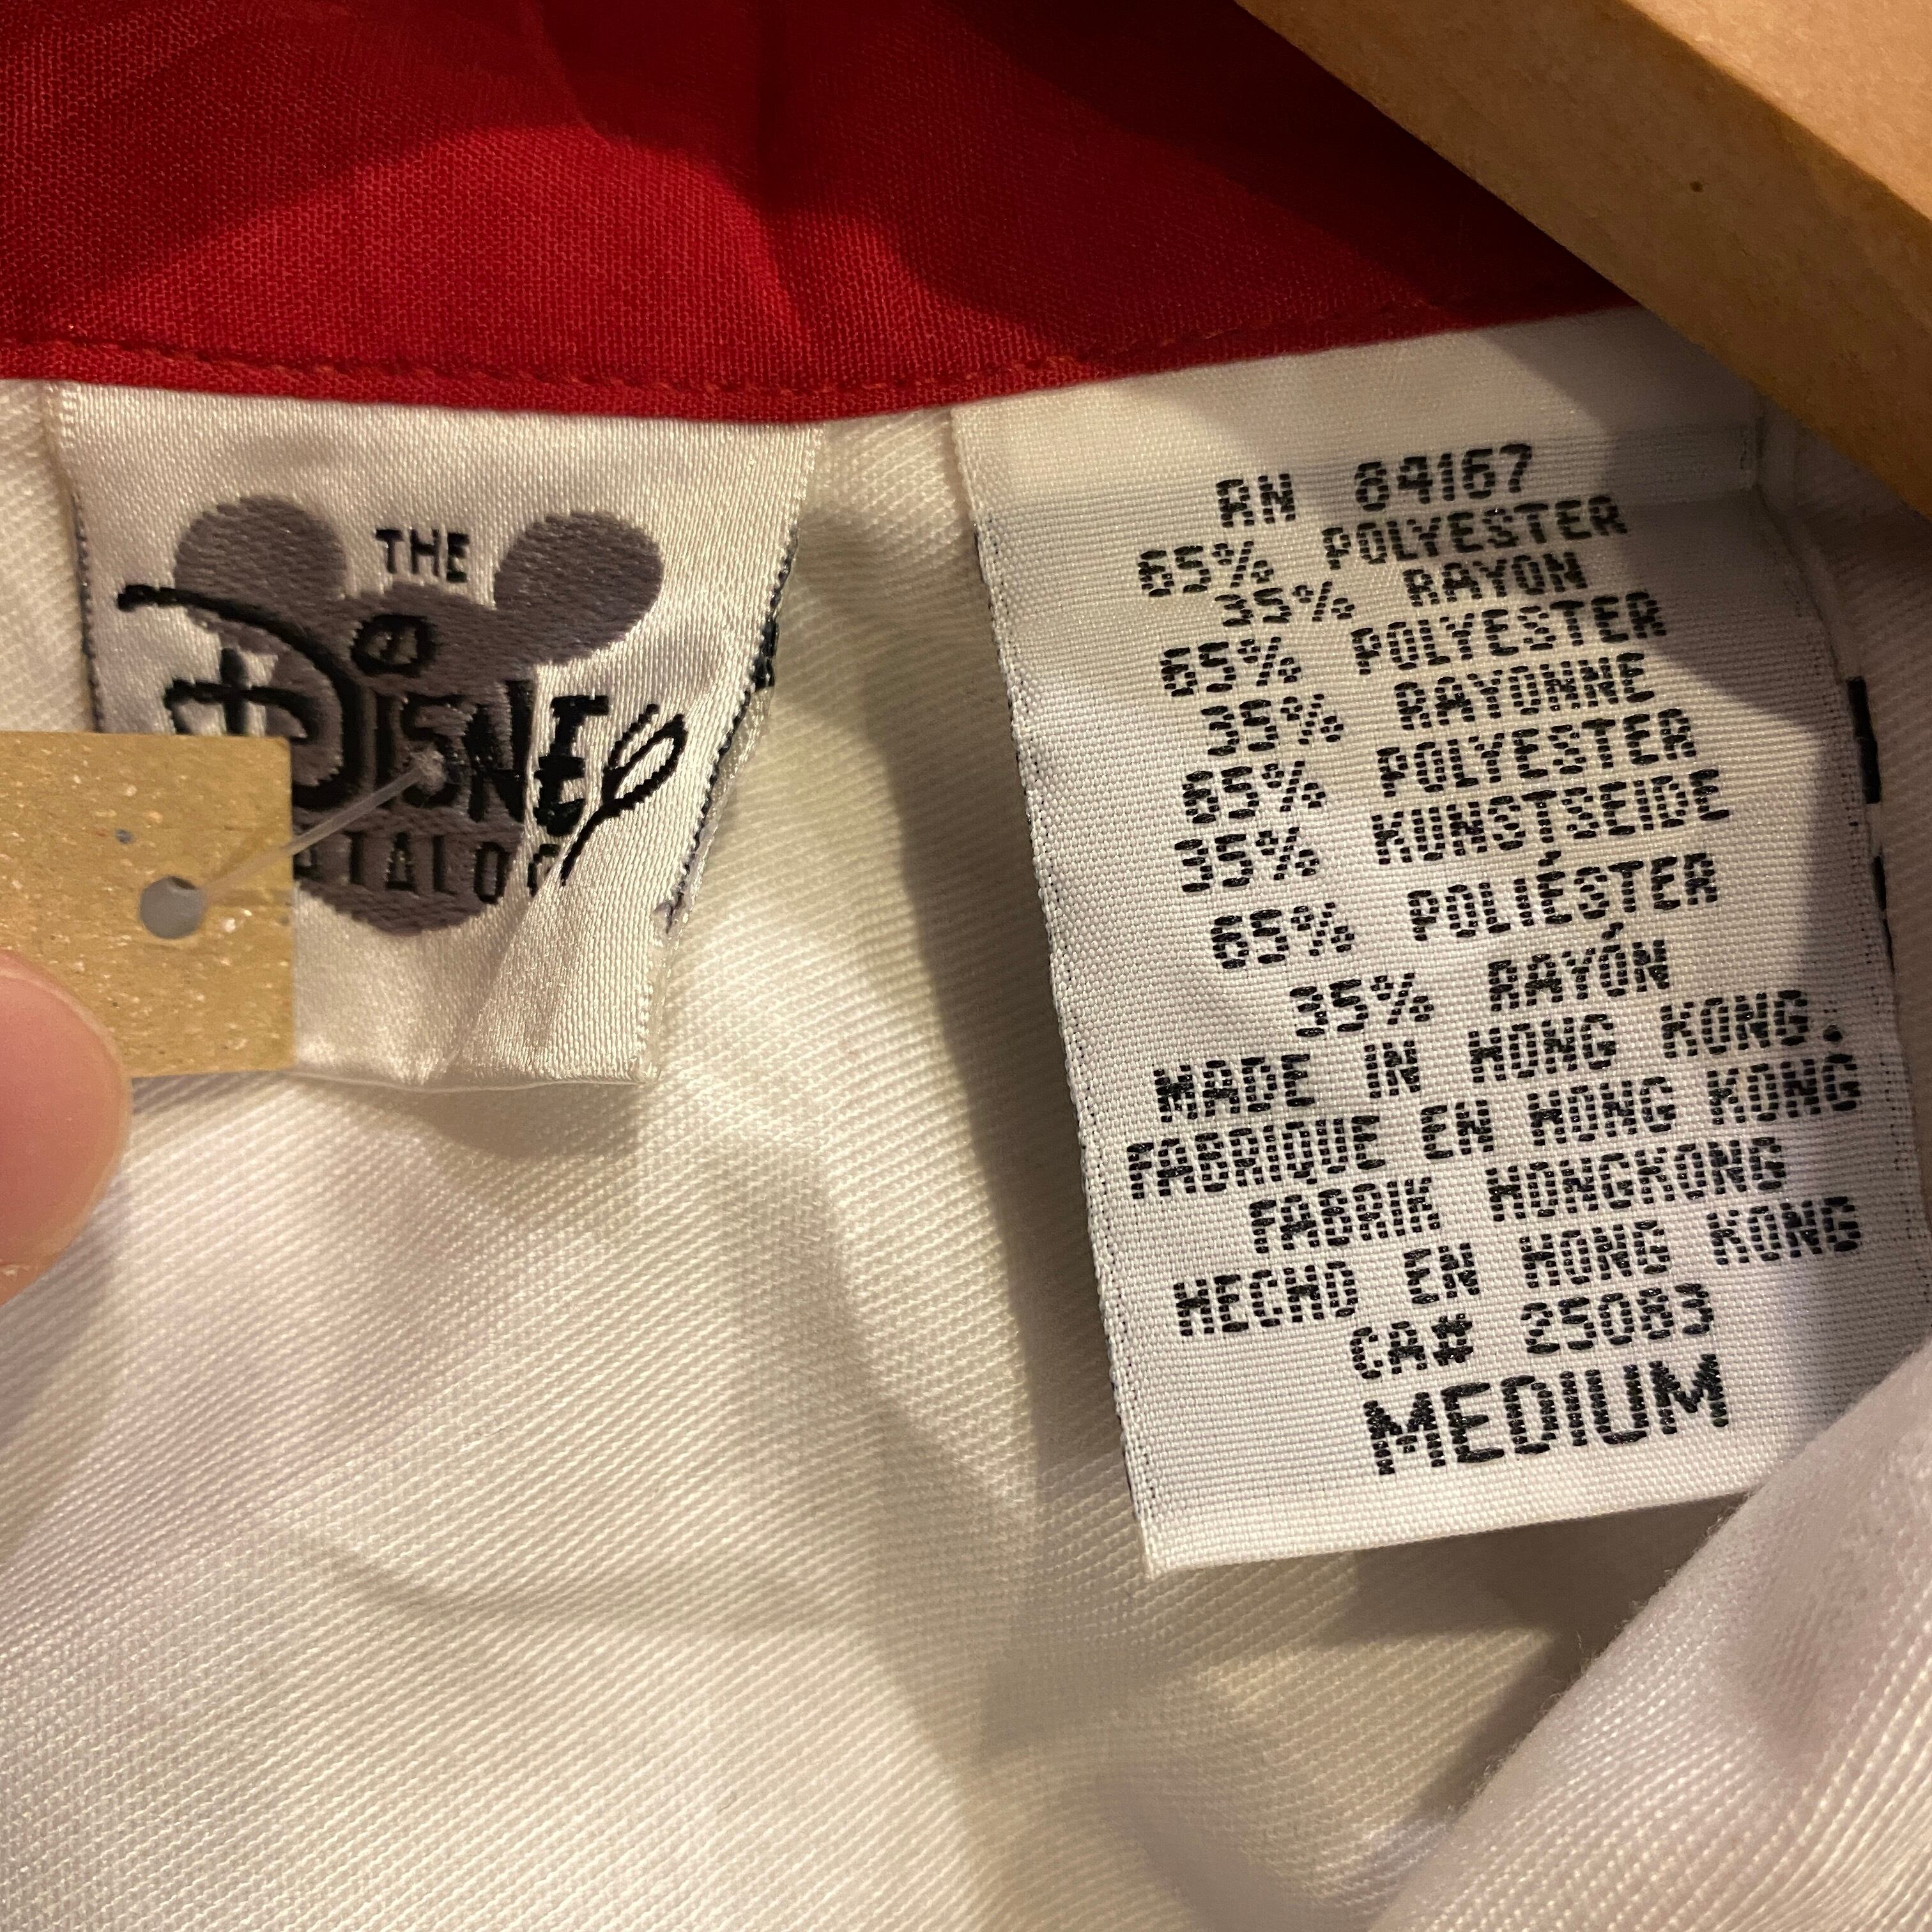 THE
DISNEY
RN 84167
65% POLYESTER
35% RAYON
65% POLYESTER
35% RAYONNE
65% POLYESTER
35% KUNSTSEIDE
65% POLIÉSTER
35% RAYÓN
MADE IN HONG KONG.
FABRIQUE EN HONG KONG
FABRIK HONGKONG
HECHO EN HONG KONG
CA# 25083
MEDIUM